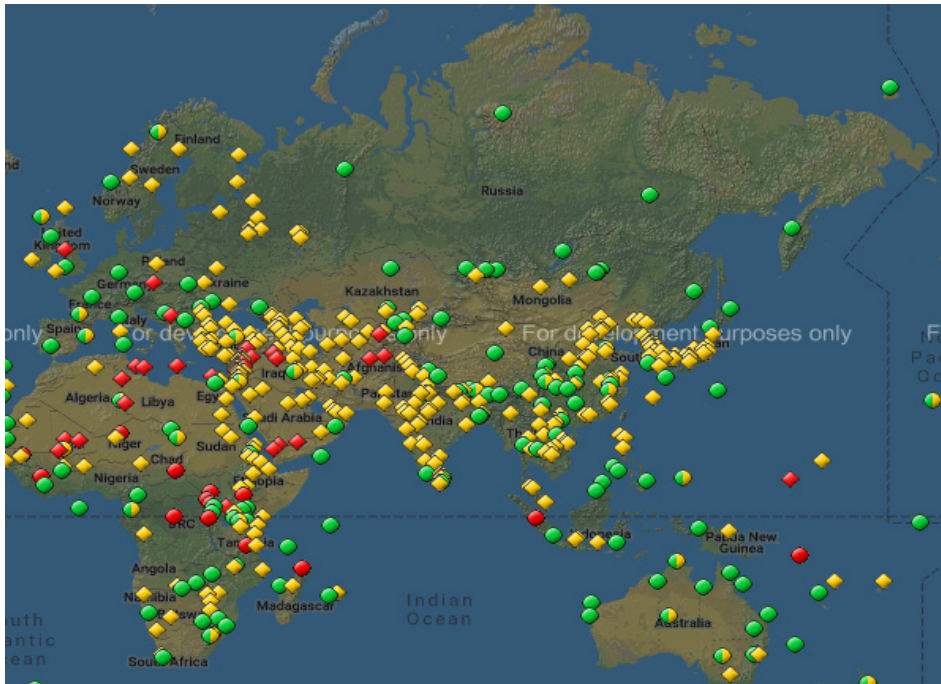 Finland
Sweden
Norway
Russia
United
Kingdom
Poland
Germany
Ukraine
France
Kazakhstan
Mongolia
Italy
Spain
only
For development purposes only
For development purposes only
China
Iraq
Afghanistan
Algeria
Libya
Egypt
Pakistan
Saudi Arabia
India
Niger
Sudan
Chad
Nigeria
Ethiopia
DRC
Tanzania
Indonesia
Papua New
Guinea
Angola
Namibia
Botswana
Madagascar
Indian
Ocean
Australia
South Africa